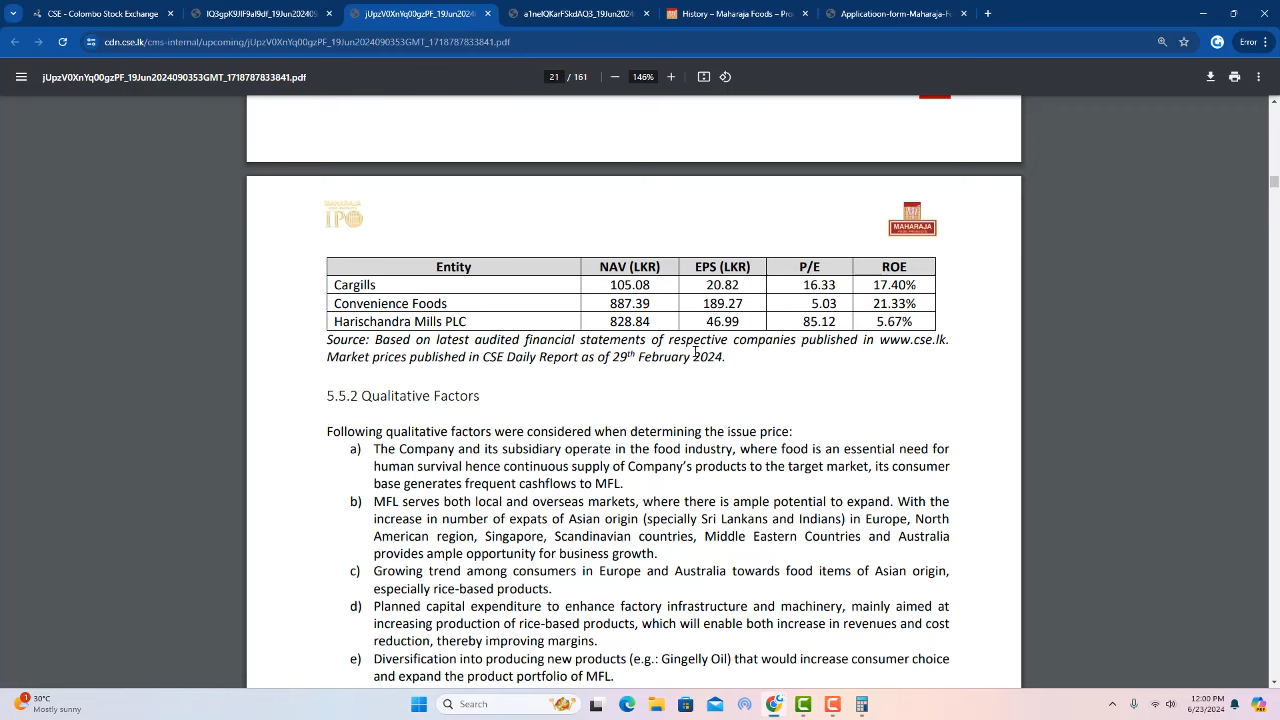 CSE – Colombo Stock Exchange
IQ3gpK9JlF9aI9df_19Jun20240905
jUpzV0XnYq00gzPF_19Jun2024090
a1nelQKarFSkdAO3_19Jun2024
History – Maharaja Foods – Pro
Applicatioon-form-Maharaja-F
cdn.cse.lk/cms-internal/upcoming/jUpzV0XnYq00gzPF_19Jun2024090353GMT_1718787833841.pdf
Error
jUpzV0XnYq00gzPF_19Jun2024090353GMT_1718787833841.pdf
21 / 161
146%
MAHARAJA
IPO
MAHARAJA
FOOD PRODUCTS
Entity NAV (LKR) EPS (LKR) P/E ROE
Cargills 105.08 20.82 16.33 17.40%
Convenience Foods 887.39 189.27 5.03 21.33%
Harischandra Mills PLC 828.84 46.99 85.12 5.67%
Source: Based on latest audited financial statements of respective companies published in www.cse.lk.
Market prices published in CSE Daily Report as of 29th February 2024.
5.5.2 Qualitative Factors
Following qualitative factors were considered when determining the issue price:
a) The Company and its subsidiary operate in the food industry, where food is an essential need for
human survival hence continuous supply of Company's products to the target market, its consumer
base generates frequent cashflows to MFL.
b) MFL serves both local and overseas markets, where there is ample potential to expand. With the
increase in number of expats of Asian origin (specially Sri Lankans and Indians) in Europe, North
American region, Singapore, Scandinavian countries, Middle Eastern Countries and Australia
provides ample opportunity for business growth.
c) Growing trend among consumers in Europe and Australia towards food items of Asian origin,
especially rice-based products.
d) Planned capital expenditure to enhance factory infrastructure and machinery, mainly aimed at
increasing production of rice-based products, which will enable both increase in revenues and cost
reduction, thereby improving margins.
e) Diversification into producing new products (e.g.: Gingelly Oil) that would increase consumer choice
and expand the product portfolio of MFL.
1
30°C
Mostly sunny
Search
12:00 PM
6/23/2024